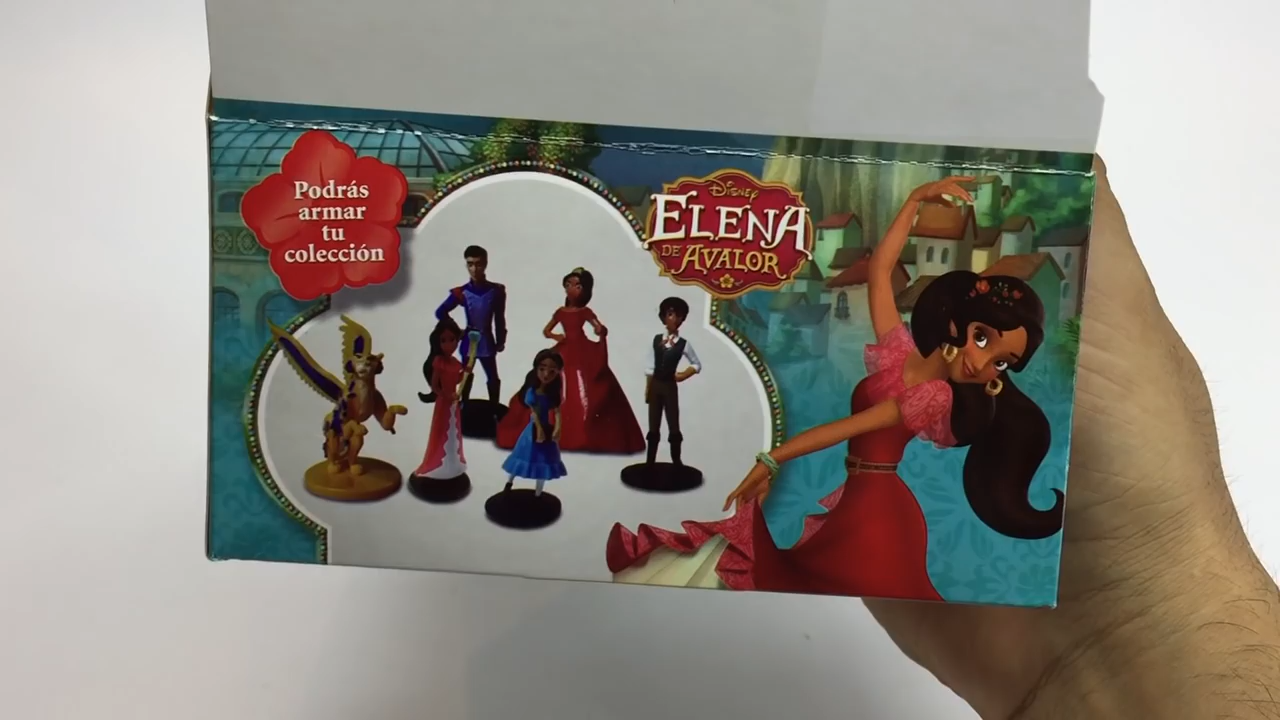 Podrás
armar
tu
colección
DISNEY
ELENA
DE AVALOR